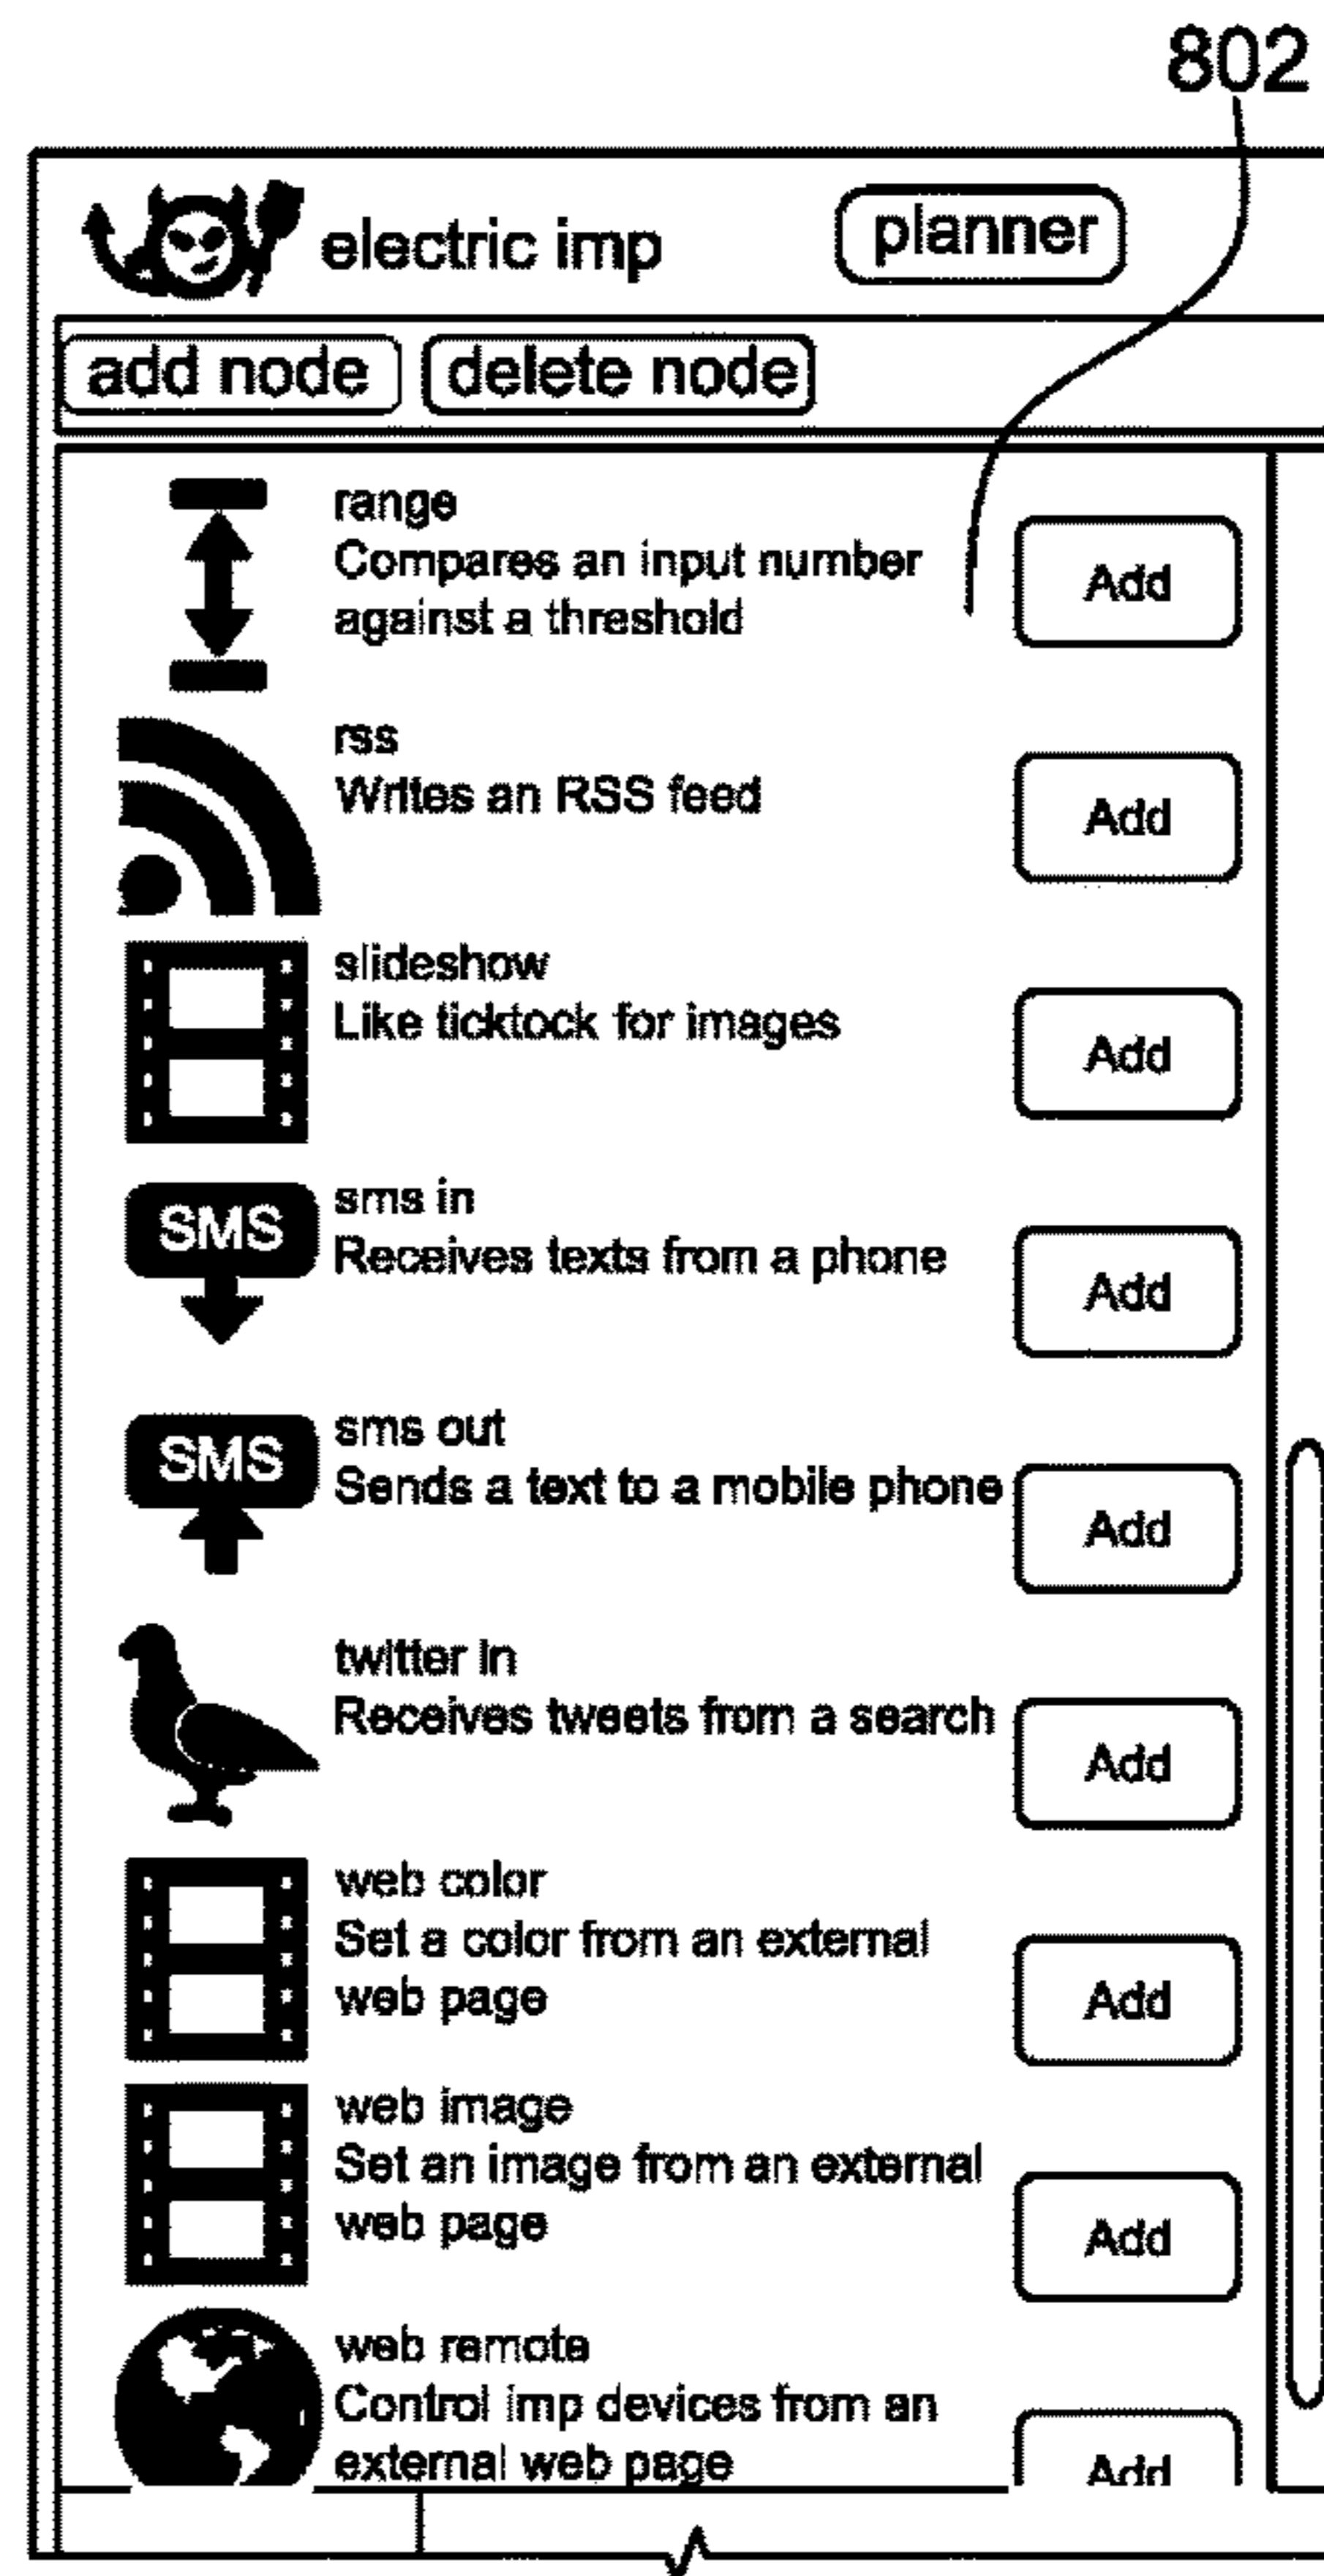 802
electric imp planner
add node delete node
range
Compares an input number
against a threshold
Add
rss
Writes an RSS feed
Add
slideshow
Like ticktock for images
Add
SMS
sms in
Receives texts from a phone
Add
SMS
sms out
Sends a text to a mobile phone
Add
twitter in
Receives tweets from a search
Add
web color
Set a color from an external
web page
Add
web image
Set an image from an external
web page
Add
web remote
Control imp devices from an
external web page
Add